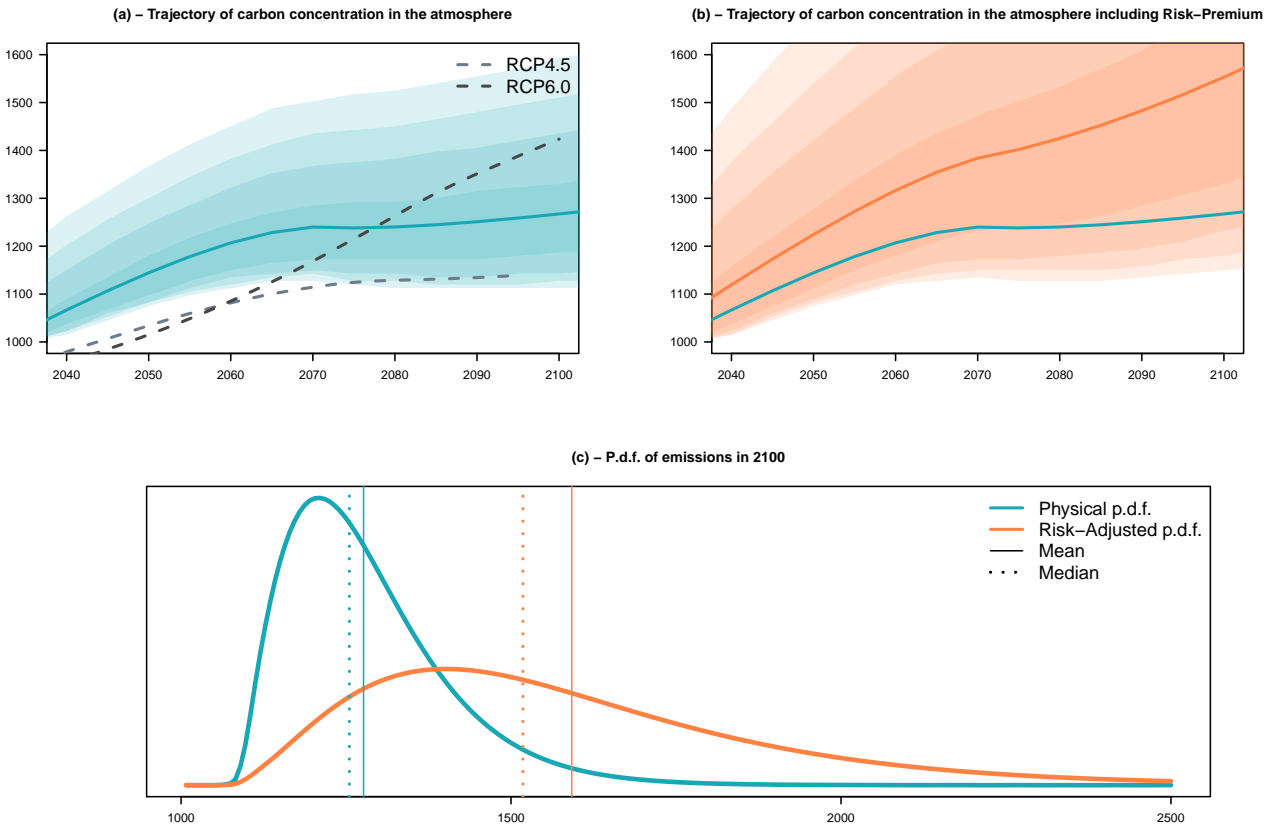 (a) – Trajectory of carbon concentration in the atmosphere
1600
1500
1400
1300
1200
1100
1000
2040 2050 2060 2070 2080 2090 2100
RCP4.5
RCP6.0
(b) – Trajectory of carbon concentration in the atmosphere including Risk−Premium
1600
1500
1400
1300
1200
1100
1000
2040 2050 2060 2070 2080 2090 2100
(c) – P.d.f. of emissions in 2100
Physical p.d.f.
Risk−Adjusted p.d.f.
Mean
Median
1000 1500 2000 2500